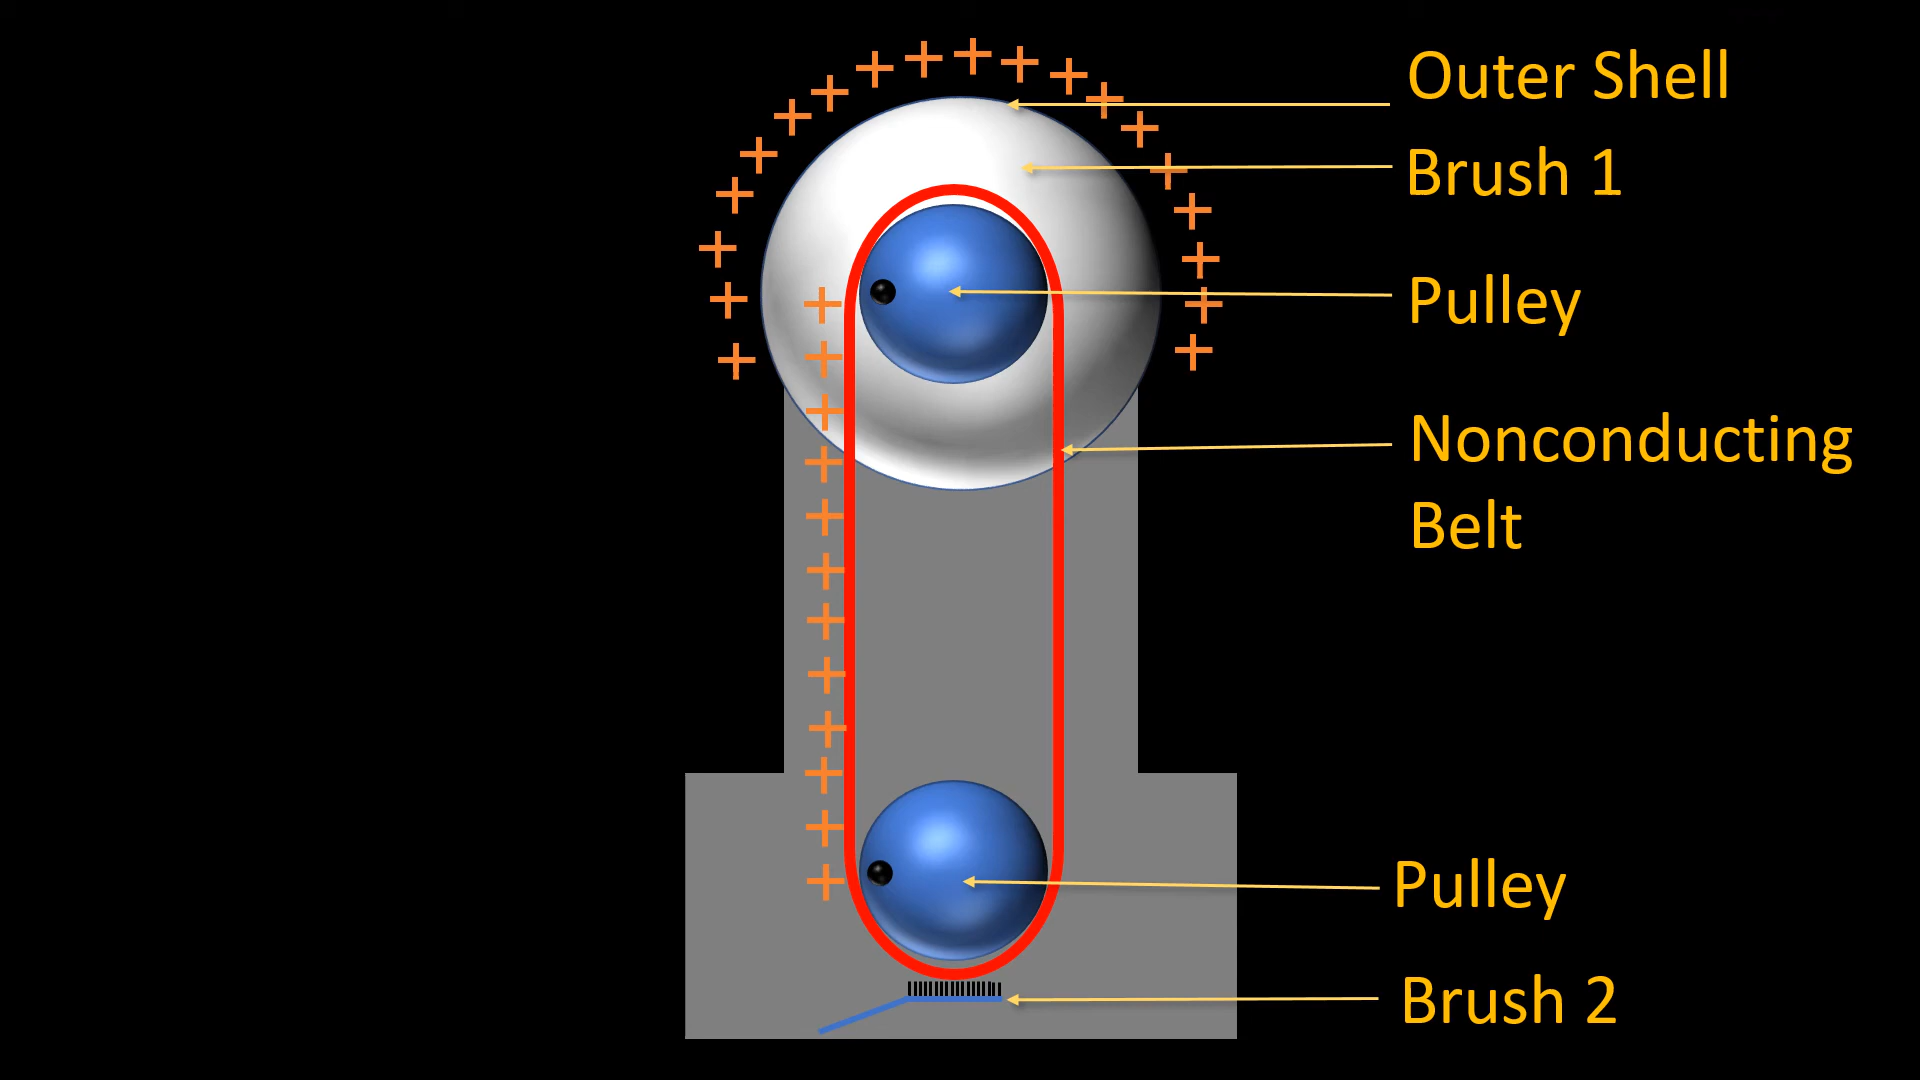 Outer Shell
Brush 1
Pulley
Nonconducting
Belt
Pulley
Brush 2